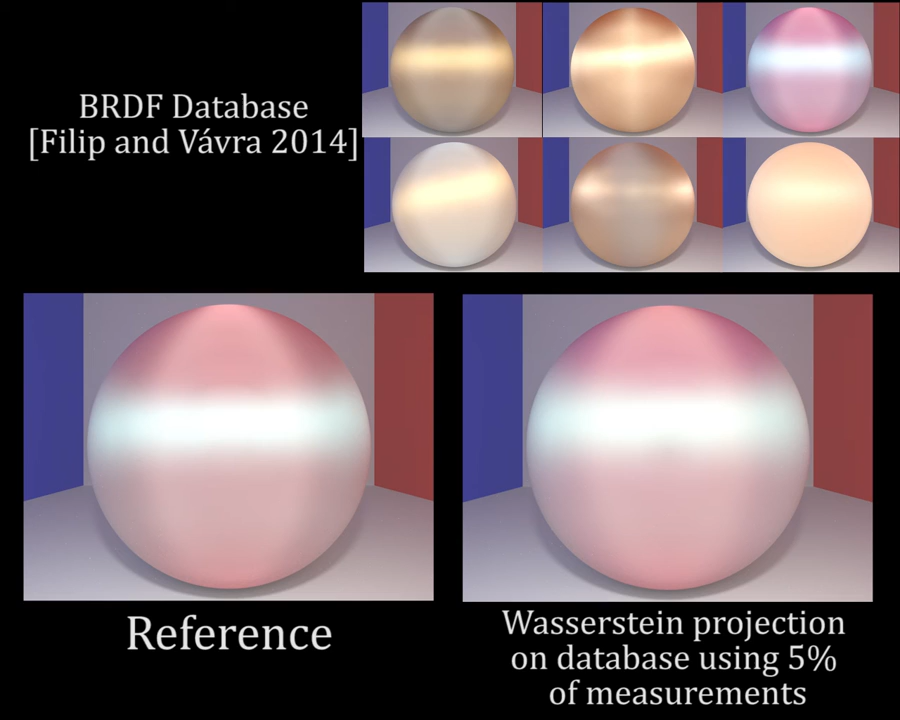 BRDF Database
[Filip and Vávra 2014]
Reference
Wasserstein projection
on database using 5%
of measurements